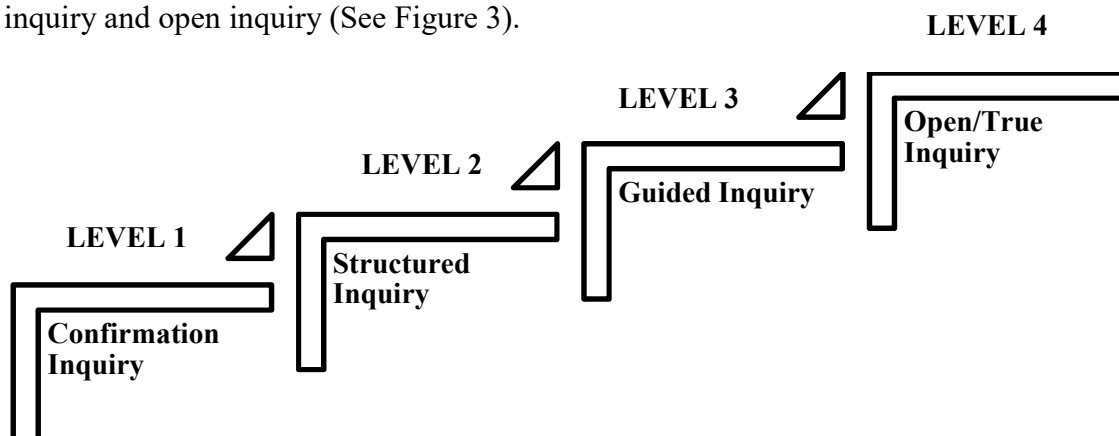 inquiry and open inquiry (See Figure 3).
LEVEL 4
LEVEL 3
Open/True
Inquiry
LEVEL 2
Guided Inquiry
LEVEL 1
Structured
Inquiry
Confirmation
Inquiry